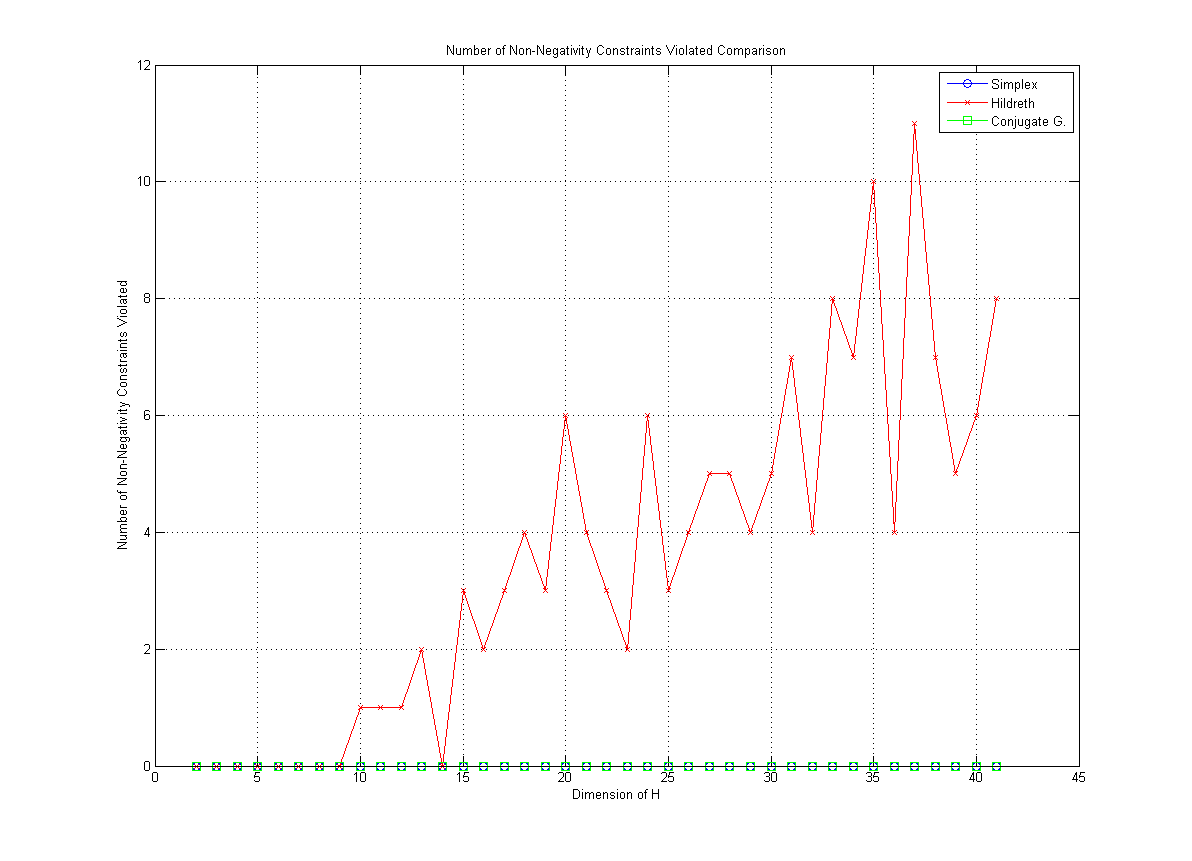 Number of Non-Negativity Constraints Violated Comparison
Simplex
Hildreth
Conjugate G.
Number of Non-Negativity Constraints Violated
12
10
8
6
4
2
0
0 5 10 15 20 25 30 35 40 45
Dimension of H